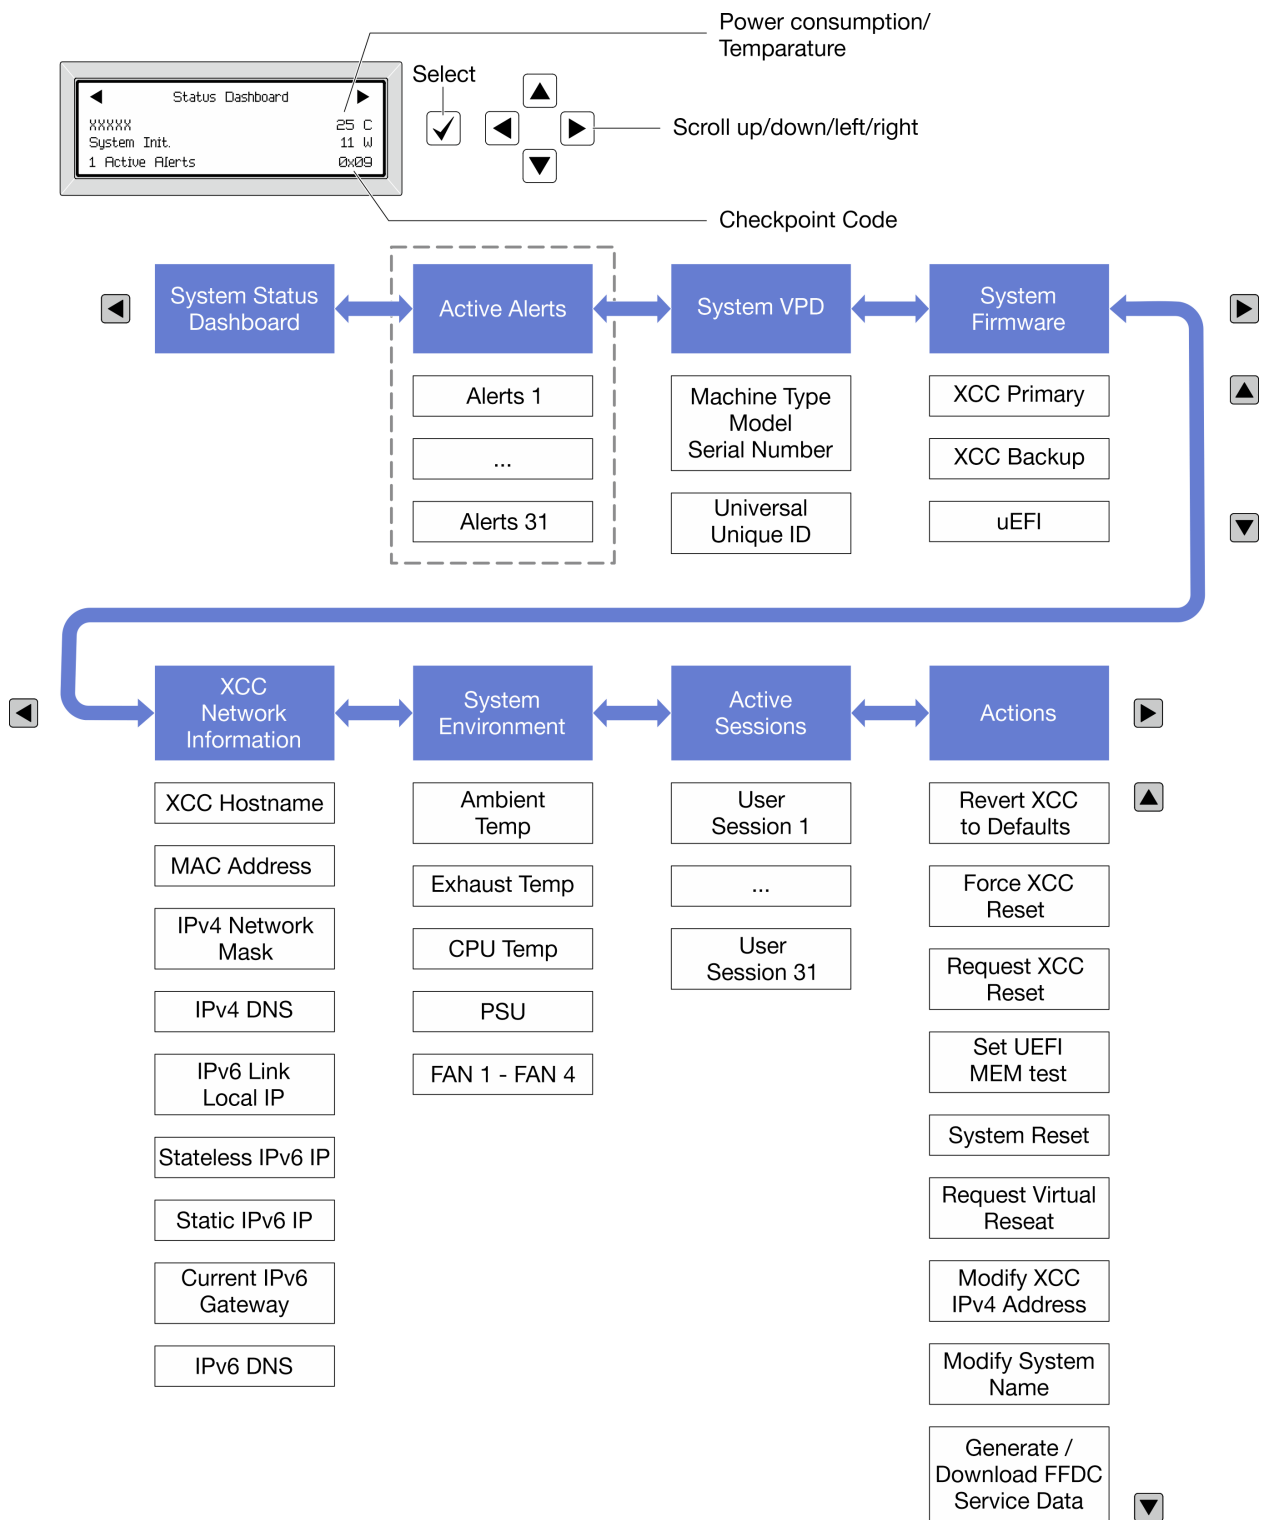 Power consumption/
Temparature
Select
Status Dashboard
XXXXX 25 C
System Init. 11 W
1 Active Alerts 0x09
Scroll up/down/left/right
Checkpoint Code
System Status
Dashboard
Active Alerts
System VPD
System
Firmware
Alerts 1
...
Alerts 31
Machine Type
Model
Serial Number
Universal
Unique ID
XCC Primary
XCC Backup
uEFI
XCC
Network
Information
System
Environment
Active
Sessions
Actions
XCC Hostname
MAC Address
IPv4 Network
Mask
IPv4 DNS
IPv6 Link
Local IP
Stateless IPv6 IP
Static IPv6 IP
Current IPv6
Gateway
IPv6 DNS
Ambient
Temp
Exhaust Temp
CPU Temp
PSU
FAN 1 - FAN 4
User
Session 1
...
User
Session 31
Revert XCC
to Defaults
Force XCC
Reset
Request XCC
Reset
Set UEFI
MEM test
System Reset
Request Virtual
Reseat
Modify XCC
IPv4 Address
Modify System
Name
Generate /
Download FFDC
Service Data